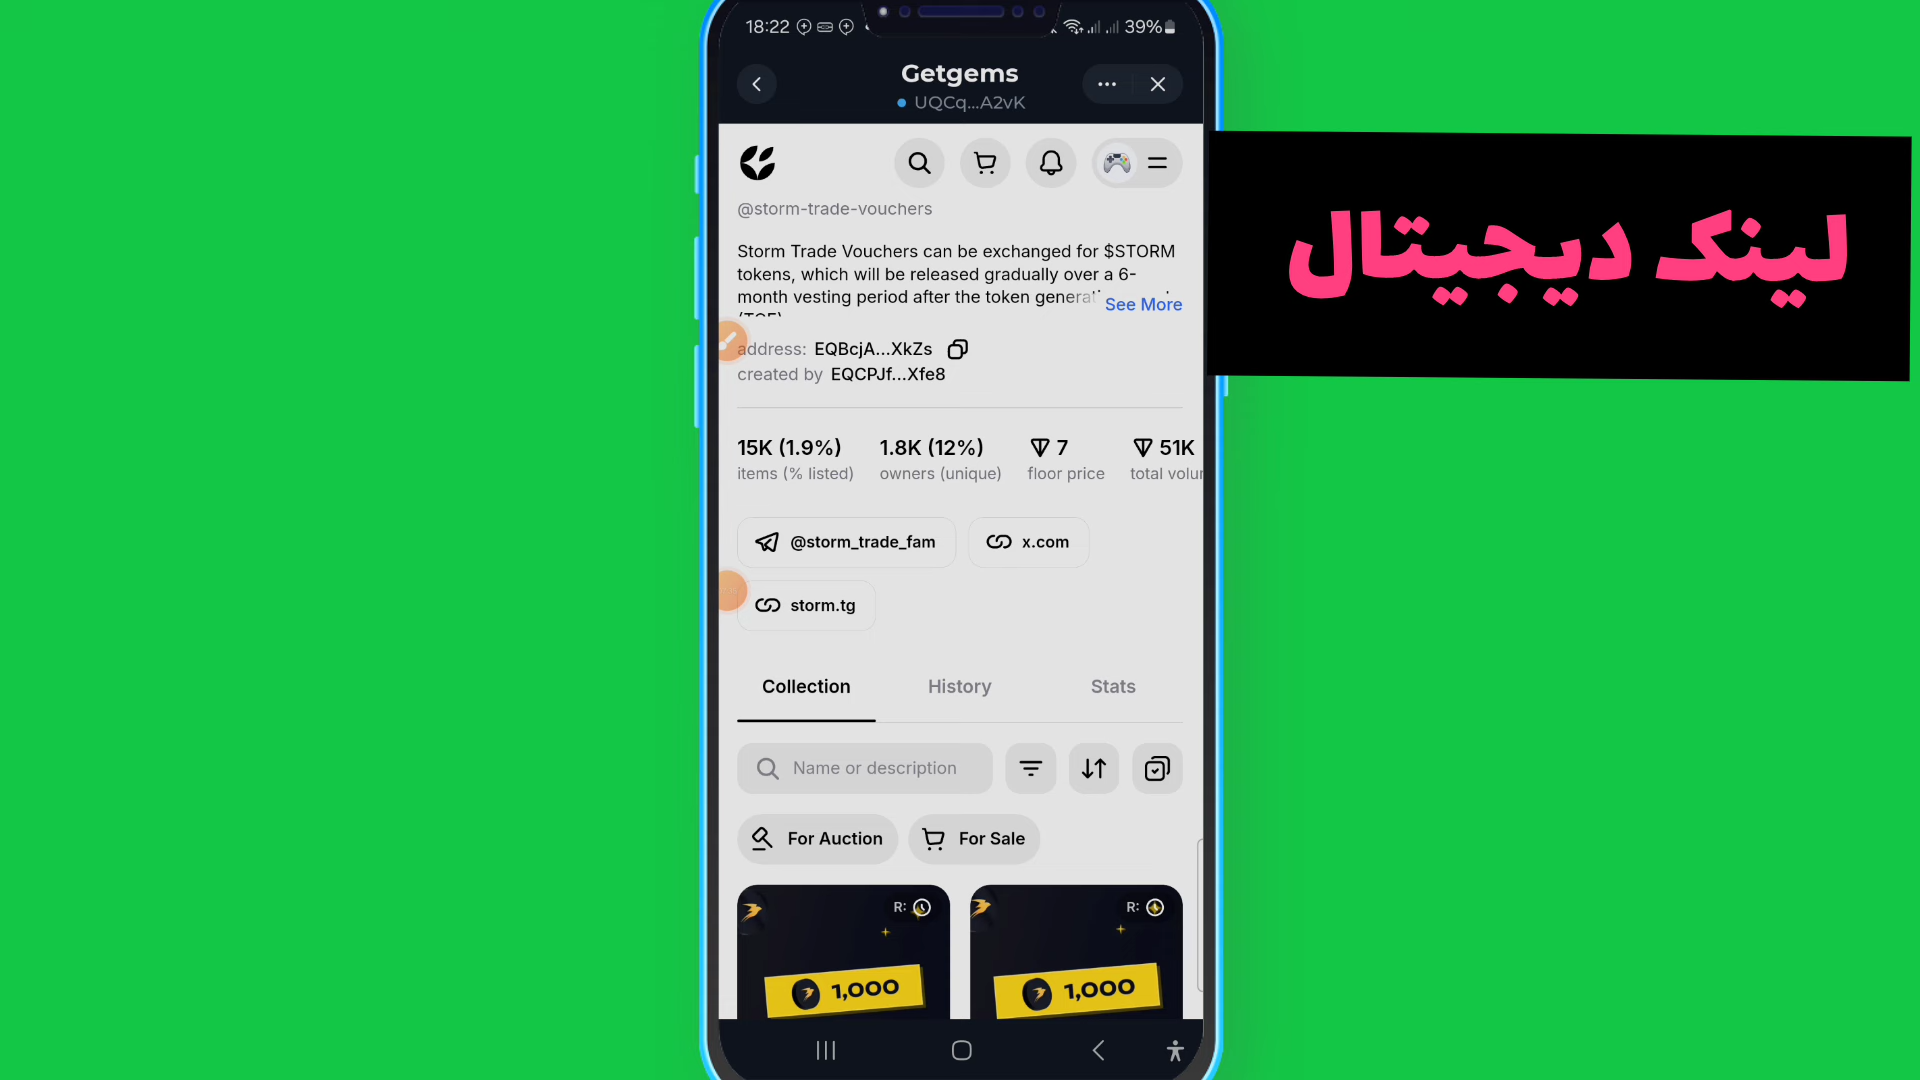 18:22
39%
Getgems
UQCq...A2vK
@storm-trade-vouchers
Storm Trade Vouchers can be exchanged for $STORM
tokens, which will be released gradually over a 6-
month vesting period after the token
See More
address: EQBcjA...XkZs
created by EQCPJf...Xfe8
15K (1.9%) 1.8K (12%) 7 51K
items (% listed) owners (unique) floor price total
@storm_trade_fam x.com
storm.tg
Collection History Stats
Name or description
For Auction For Sale
R: R:
1,000 1,000
لینک دیجیتال